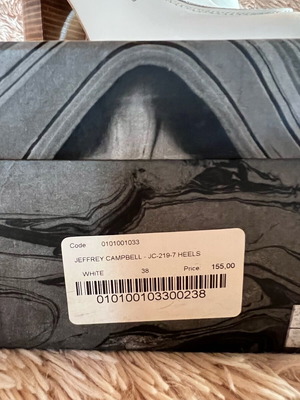 Code 0101001033
JEFFREY CAMPBELL - JC-219-7 HEELS
WHITE 38 Price 155,00
010100103300238